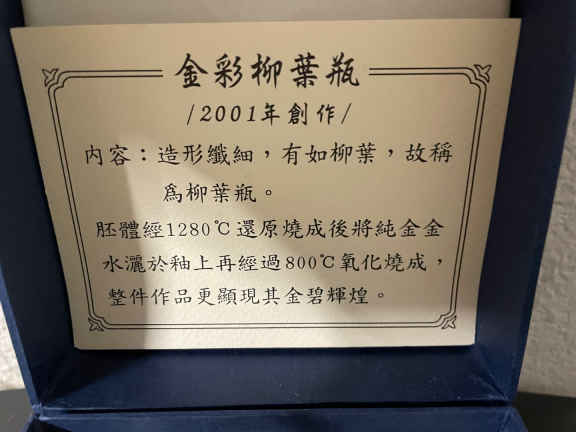 金彩柳葉瓶
/2001年創作/
內容：造形纖細，有如柳葉，故稱
爲柳葉瓶。
胚體經1280℃還原燒成後將純金金
水灑於釉上再經過800℃氧化燒成，
整件作品更顯現其金碧輝煌。